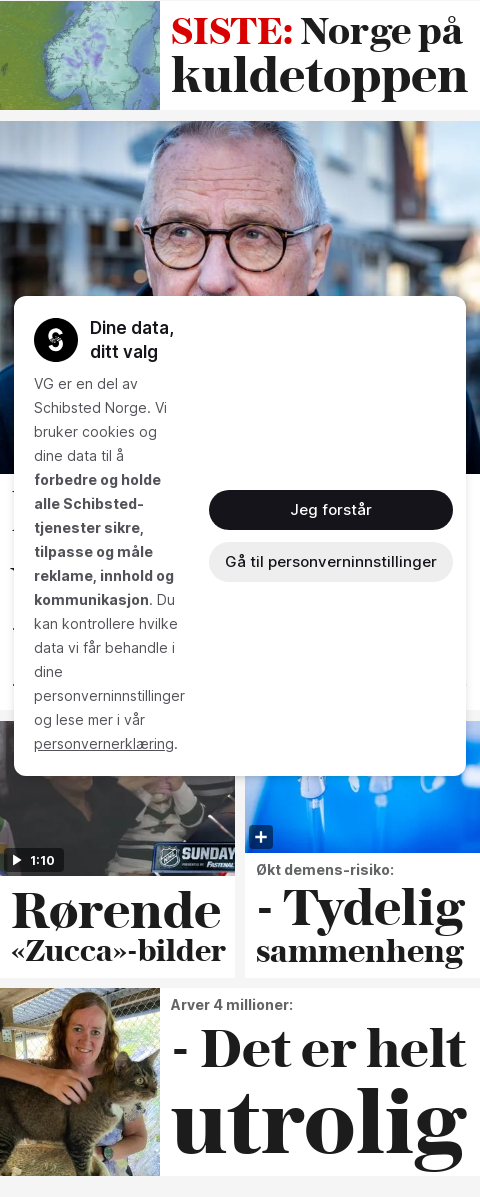 SISTE: Norge på
kuldetoppen
Dine data,
ditt valg
VG er en del av
Schibsted Norge. Vi
bruker cookies og
dine data til å
forbedre og holde
alle Schibsted-
tjenester sikre,
tilpasse og måle
reklame, innhold og
kommunikasjon. Du
kan kontrollere hvilke
data vi får behandle i
dine
personverninnstillinger
og lese mer i vår
personvernerklæring.
Jeg forstår
Gå til personverninnstillinger
1:10
SUNDAY
FASTENAL
Rørende
«Zucca»-bilder
Økt demens-risiko:
- Tydelig
sammenheng
Arver 4 millioner:
- Det er helt
utrolig